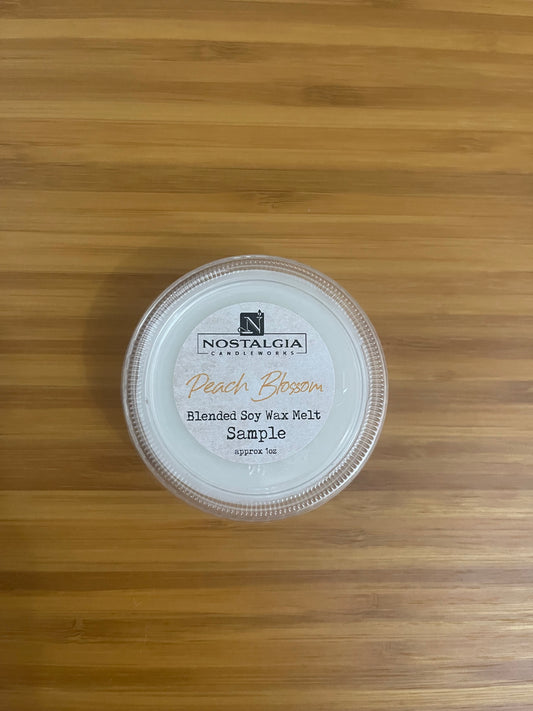 N
NOSTALGIA
CANDLEWORKS
Peach Blossom
Blended Soy Wax Melt
Sample
approx 1oz